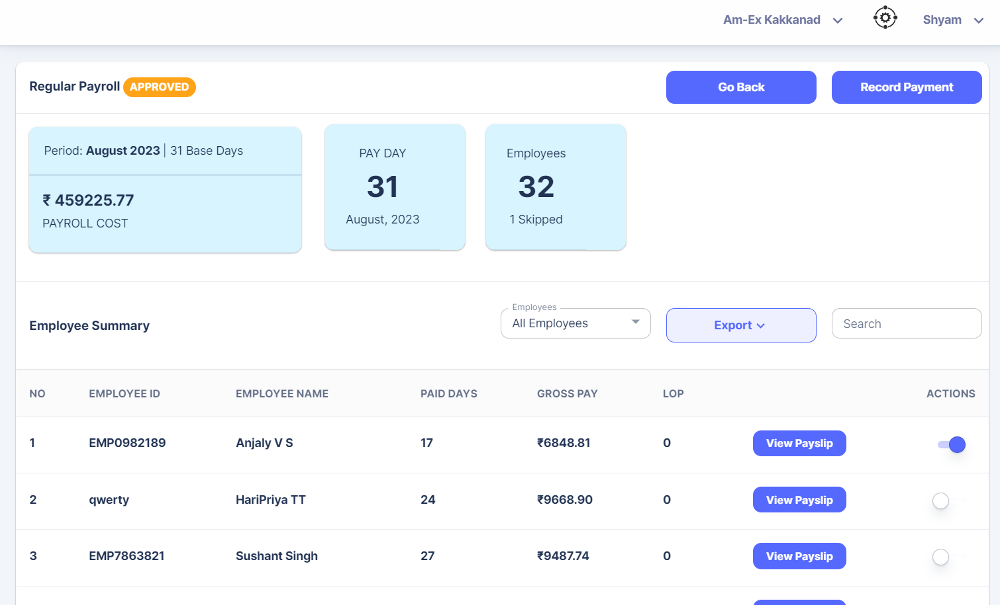 Am-Ex Kakkanad
Shyam
Regular Payroll APPROVED
Go Back
Record Payment
Period: August 2023 | 31 Base Days
₹ 459225.77
PAYROLL COST
PAY DAY
31
August, 2023
Employees
32
1 Skipped
Employee Summary
Employees
All Employees
Export
Search
NO EMPLOYEE ID EMPLOYEE NAME PAID DAYS GROSS PAY LOP ACTIONS
1 EMP0982189 Anjaly V S 17 ₹6848.81 0 View Payslip
2 qwerty HariPriya TT 24 ₹9668.90 0 View Payslip
3 EMP7863821 Sushant Singh 27 ₹9487.74 0 View Payslip